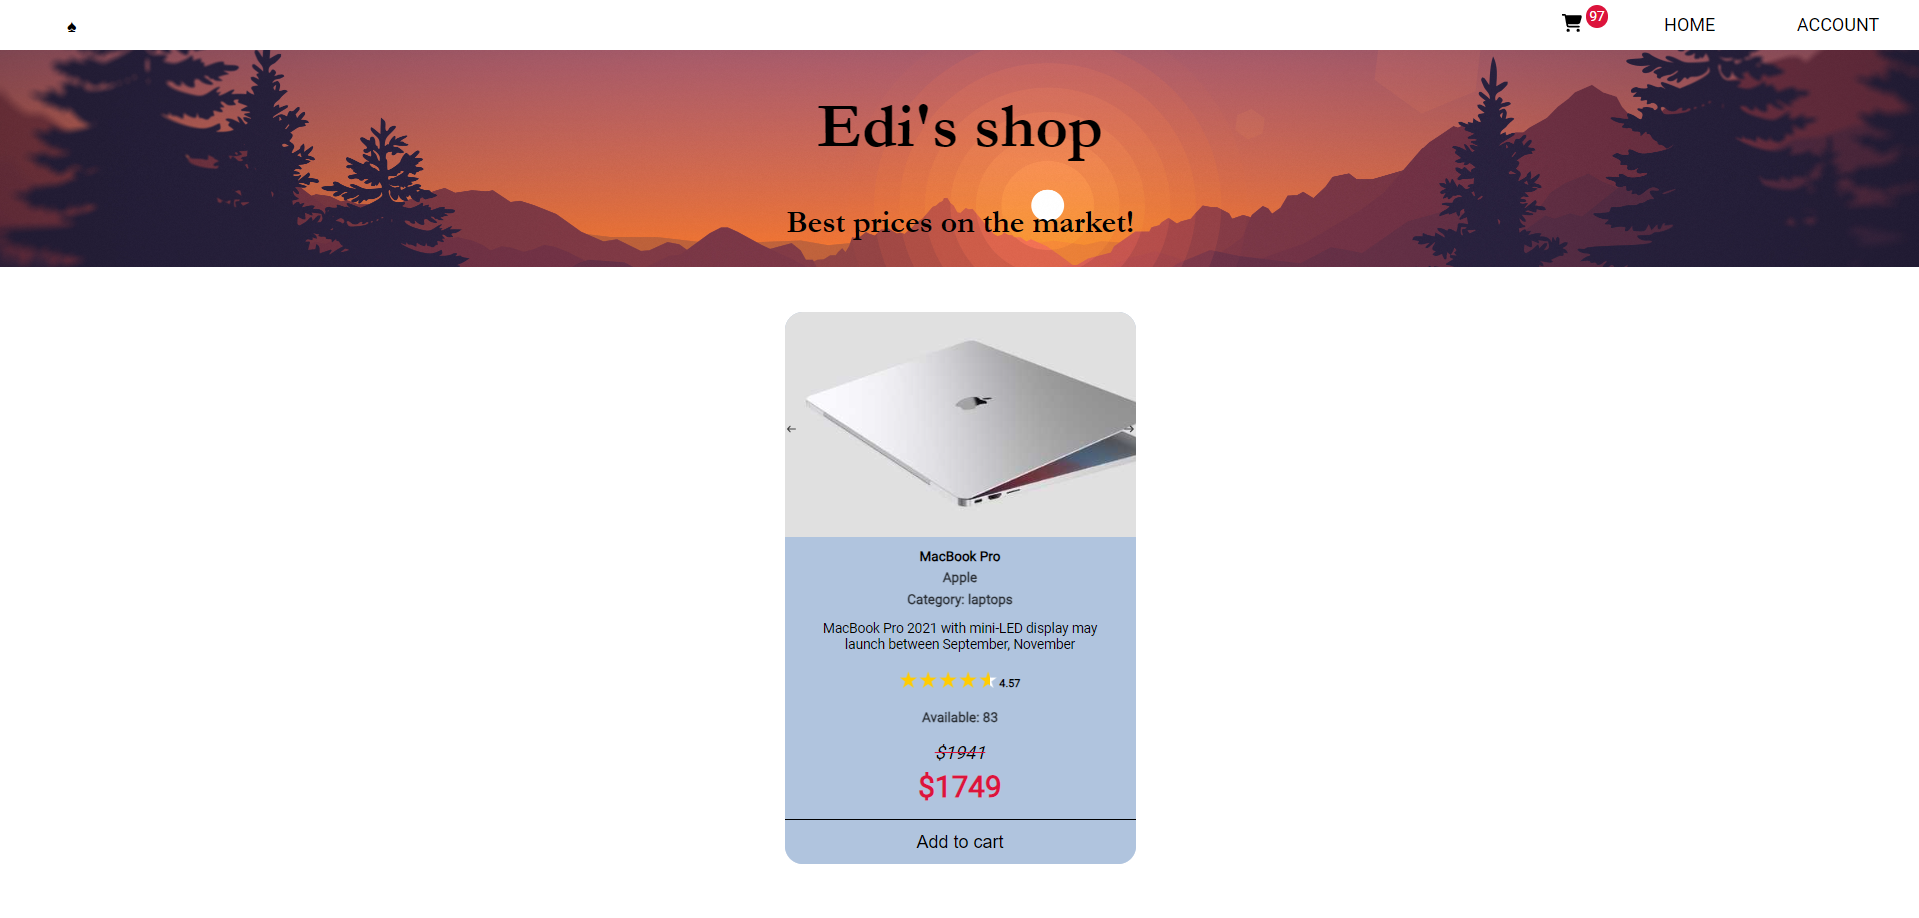 ♠
97
HOME
ACCOUNT
Edi's shop
Best prices on the market!
←
→
MacBook Pro
Apple
Category: laptops
MacBook Pro 2021 with mini-LED display may
launch between September, November
4.57
Available: 83
$1941
$1749
Add to cart